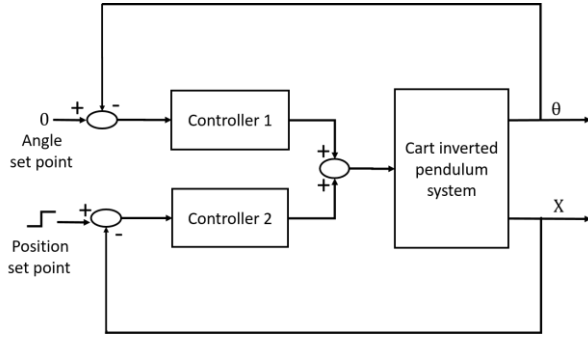 θ
+
-
0
Angle
set point
Controller 1
+
+
Cart inverted
pendulum
system
X
+
-
Position
set point
Controller 2